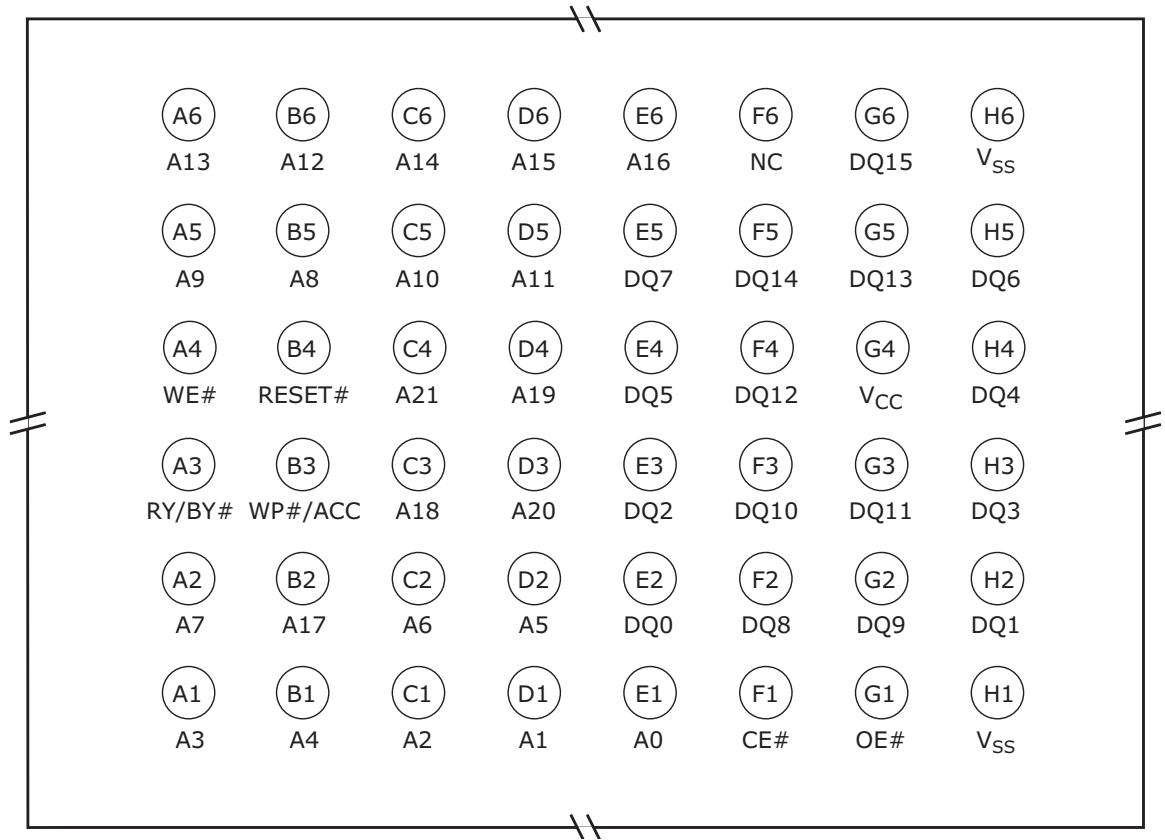 A6 B6 C6 D6 E6 F6 G6 H6
A13 A12 A14 A15 A16 NC DQ15 VSS
A5 B5 C5 D5 E5 F5 G5 H5
A9 A8 A10 A11 DQ7 DQ14 DQ13 DQ6
A4 B4 C4 D4 E4 F4 G4 H4
WE# RESET# A21 A19 DQ5 DQ12 VCC DQ4
A3 B3 C3 D3 E3 F3 G3 H3
RY/BY# WP#/ACC A18 A20 DQ2 DQ10 DQ11 DQ3
A2 B2 C2 D2 E2 F2 G2 H2
A7 A17 A6 A5 DQ0 DQ8 DQ9 DQ1
A1 B1 C1 D1 E1 F1 G1 H1
A3 A4 A2 A1 A0 CE# OE# VSS